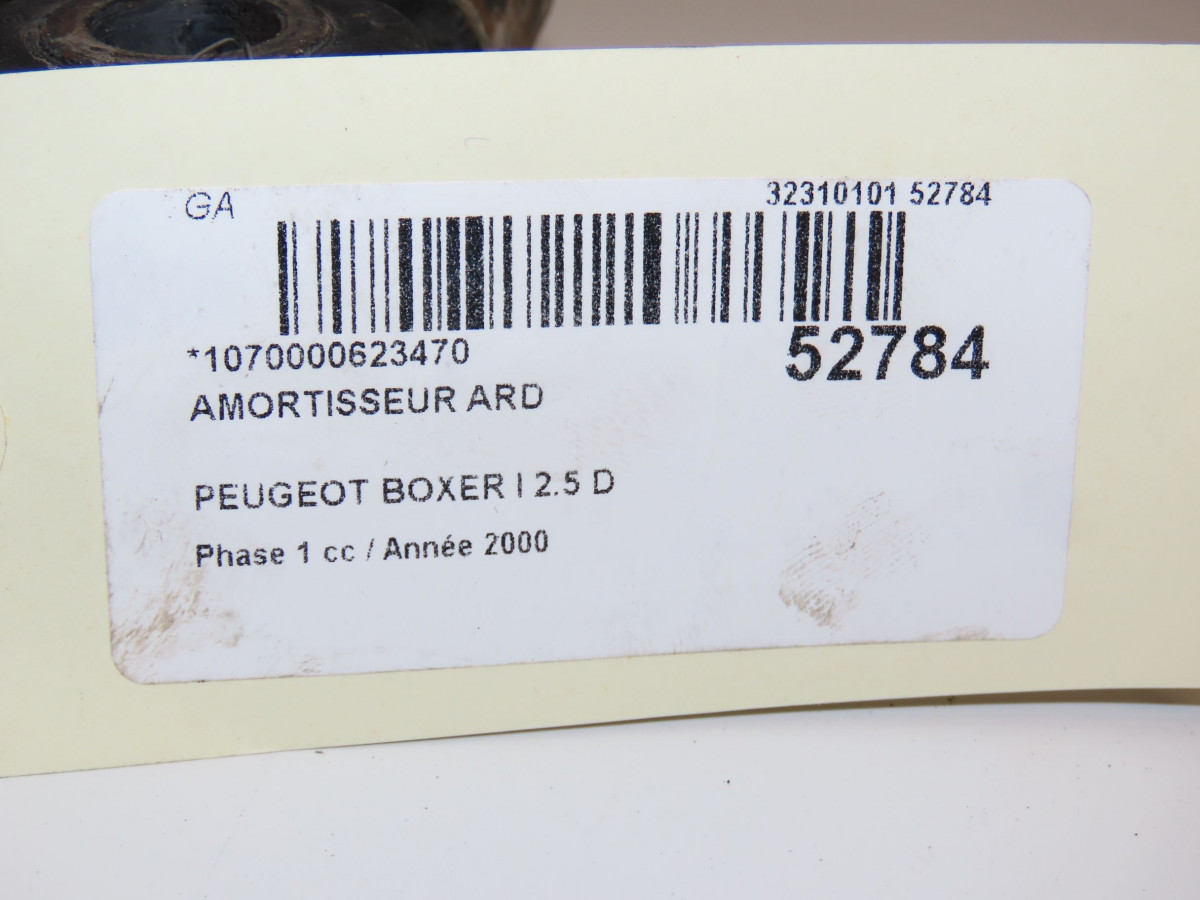 GA
32310101 52784
*1070000623470
52784
AMORTISSEUR ARD
PEUGEOT BOXER I 2.5 D
Phase 1 cc / Année 2000